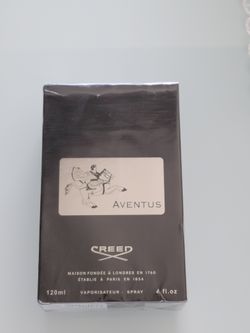 AVENTUS
CREED
MAISON FONDÉE À LONDRES EN 1760
ÉTABLIE À PARIS EN 1854
120ml VAPORISATEUR - SPRAY 4 fl.oz